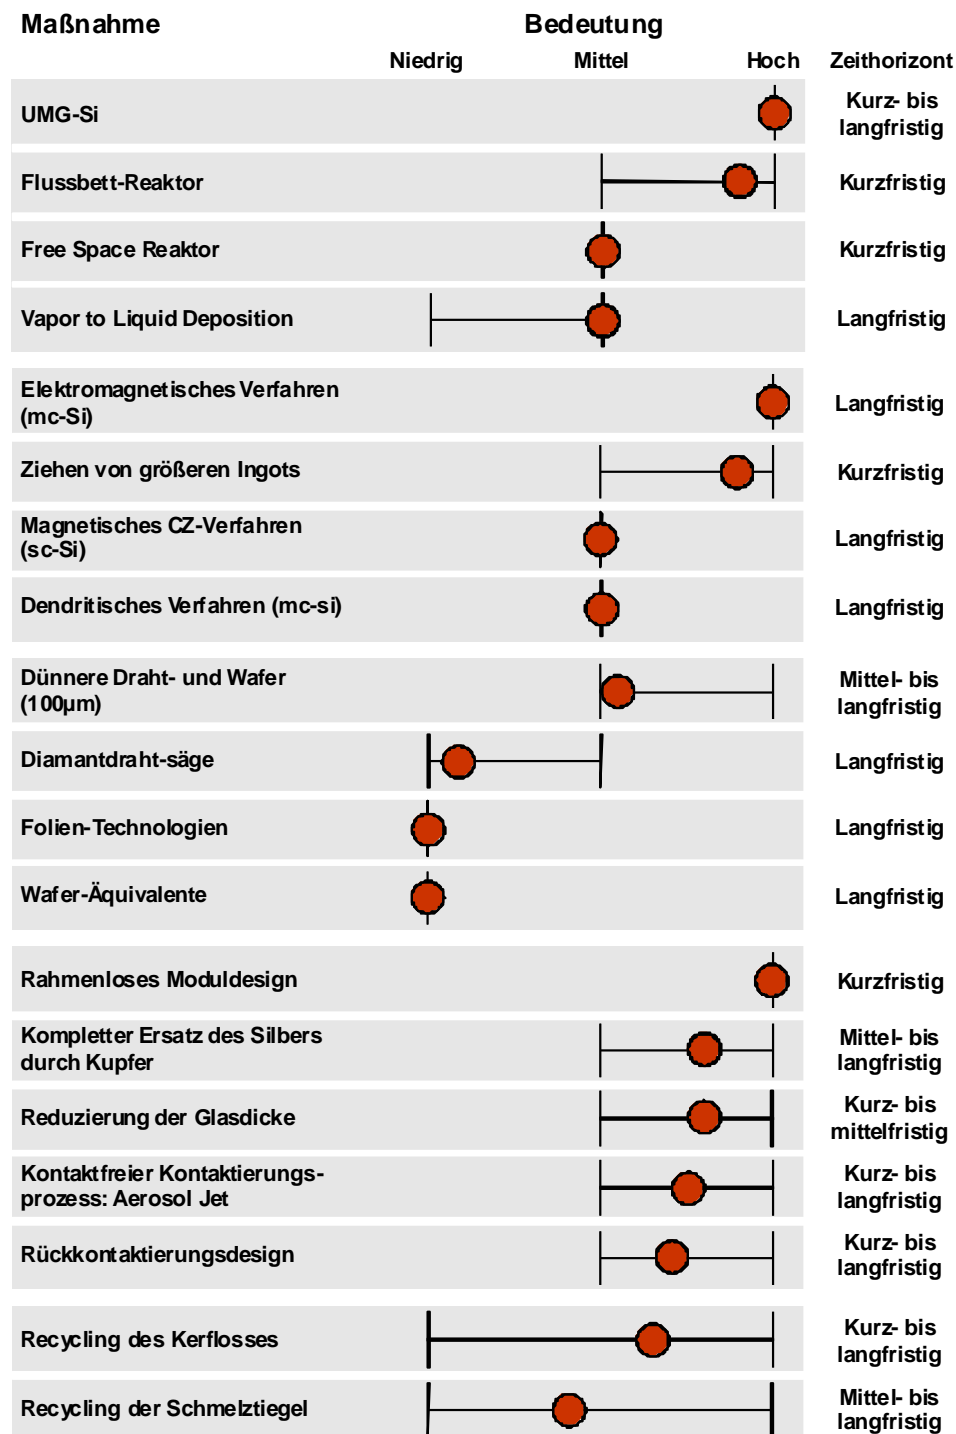 Maßnahme Bedeutung
Niedrig Mittel Hoch Zeithorizont
UMG-Si Kurz- bis
langfristig
Flussbett-Reaktor Kurzfristig
Free Space Reaktor Kurzfristig
Vapor to Liquid Deposition Langfristig
Elektromagnetisches Verfahren
(mc-Si) Langfristig
Ziehen von größeren Ingots Kurzfristig
Magnetisches CZ-Verfahren
(sc-Si) Langfristig
Dendritisches Verfahren (mc-si) Langfristig
Dünnere Draht- und Wafer Mittel- bis
(100µm) langfristig
Diamantdraht-säge Langfristig
Folien-Technologien Langfristig
Wafer-Äquivalente Langfristig
Rahmenloses Moduldesign Kurzfristig
Kompletter Ersatz des Silbers Mittel- bis
durch Kupfer langfristig
Reduzierung der Glasdicke Kurz- bis
mittelfristig
Kontaktfreier Kontaktierungs- Kurz- bis
prozess: Aerosol Jet langfristig
Rückkontaktierungsdesign Kurz- bis
langfristig
Recycling des Kerflosses Kurz- bis
langfristig
Recycling der Schmelztiegel Mittel- bis
langfristig